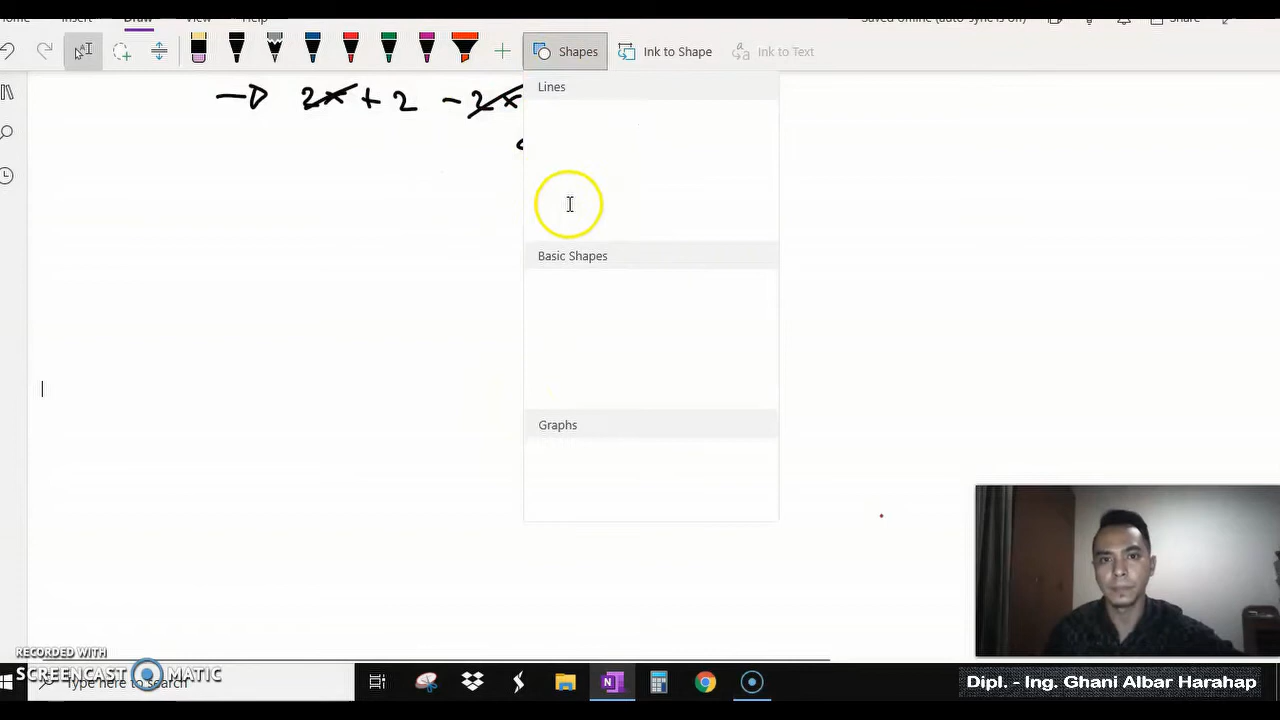 Home Insert Draw View Help Saved online (auto-sync is off) Share
Shapes Ink to Shape Ink to Text
Lines
2x + 2 - 2x
Basic Shapes
Graphs
RECORDED WITH
SCREENCAST MATIC
Type here to search
Dipl. - Ing. Ghani Albar Harahap